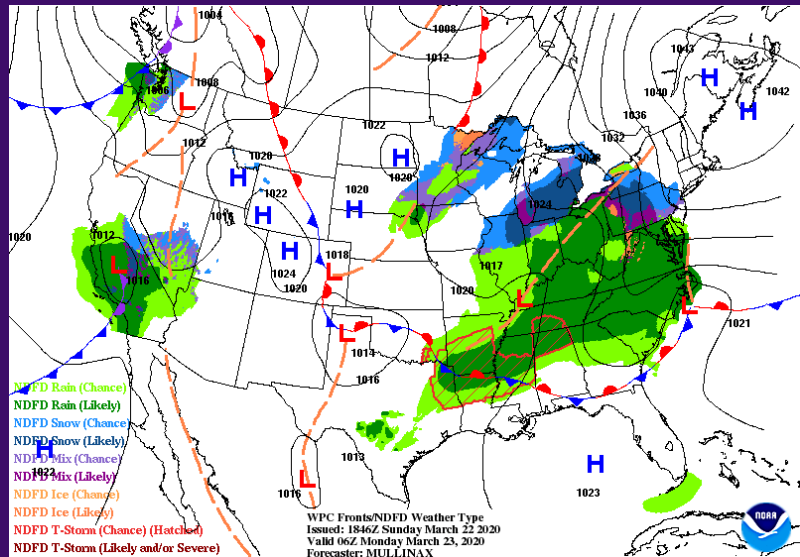 1004
1008
1012
1043
1042
1040
1036
1032
1028
1008
1006
1012
1022
1020
1020
1022
1020
1016
1024
1020
1012
1016
1024
1020
1018
1017
1020
1021
1014
1016
1013
1016
1023
1022
H
H
L
H
H
H
H
H
L
L
L
L
L
H
H
L
NDFD Rain (Chance)
NDFD Rain (Likely)
NDFD Snow (Chance)
NDFD Snow (Likely)
NDFD Mix (Chance)
NDFD Mix (Likely)
NDFD Ice (Chance)
NDFD Ice (Likely)
NDFD T-Storm (Chance) (Hatched)
NDFD T-Storm (Likely and/or Severe)
WPC Fronts/NDFD Weather Type
Issued: 1846Z Sunday March 22 2020
Valid 06Z Monday March 23, 2020
Forecaster: MULLINAX
NOAA